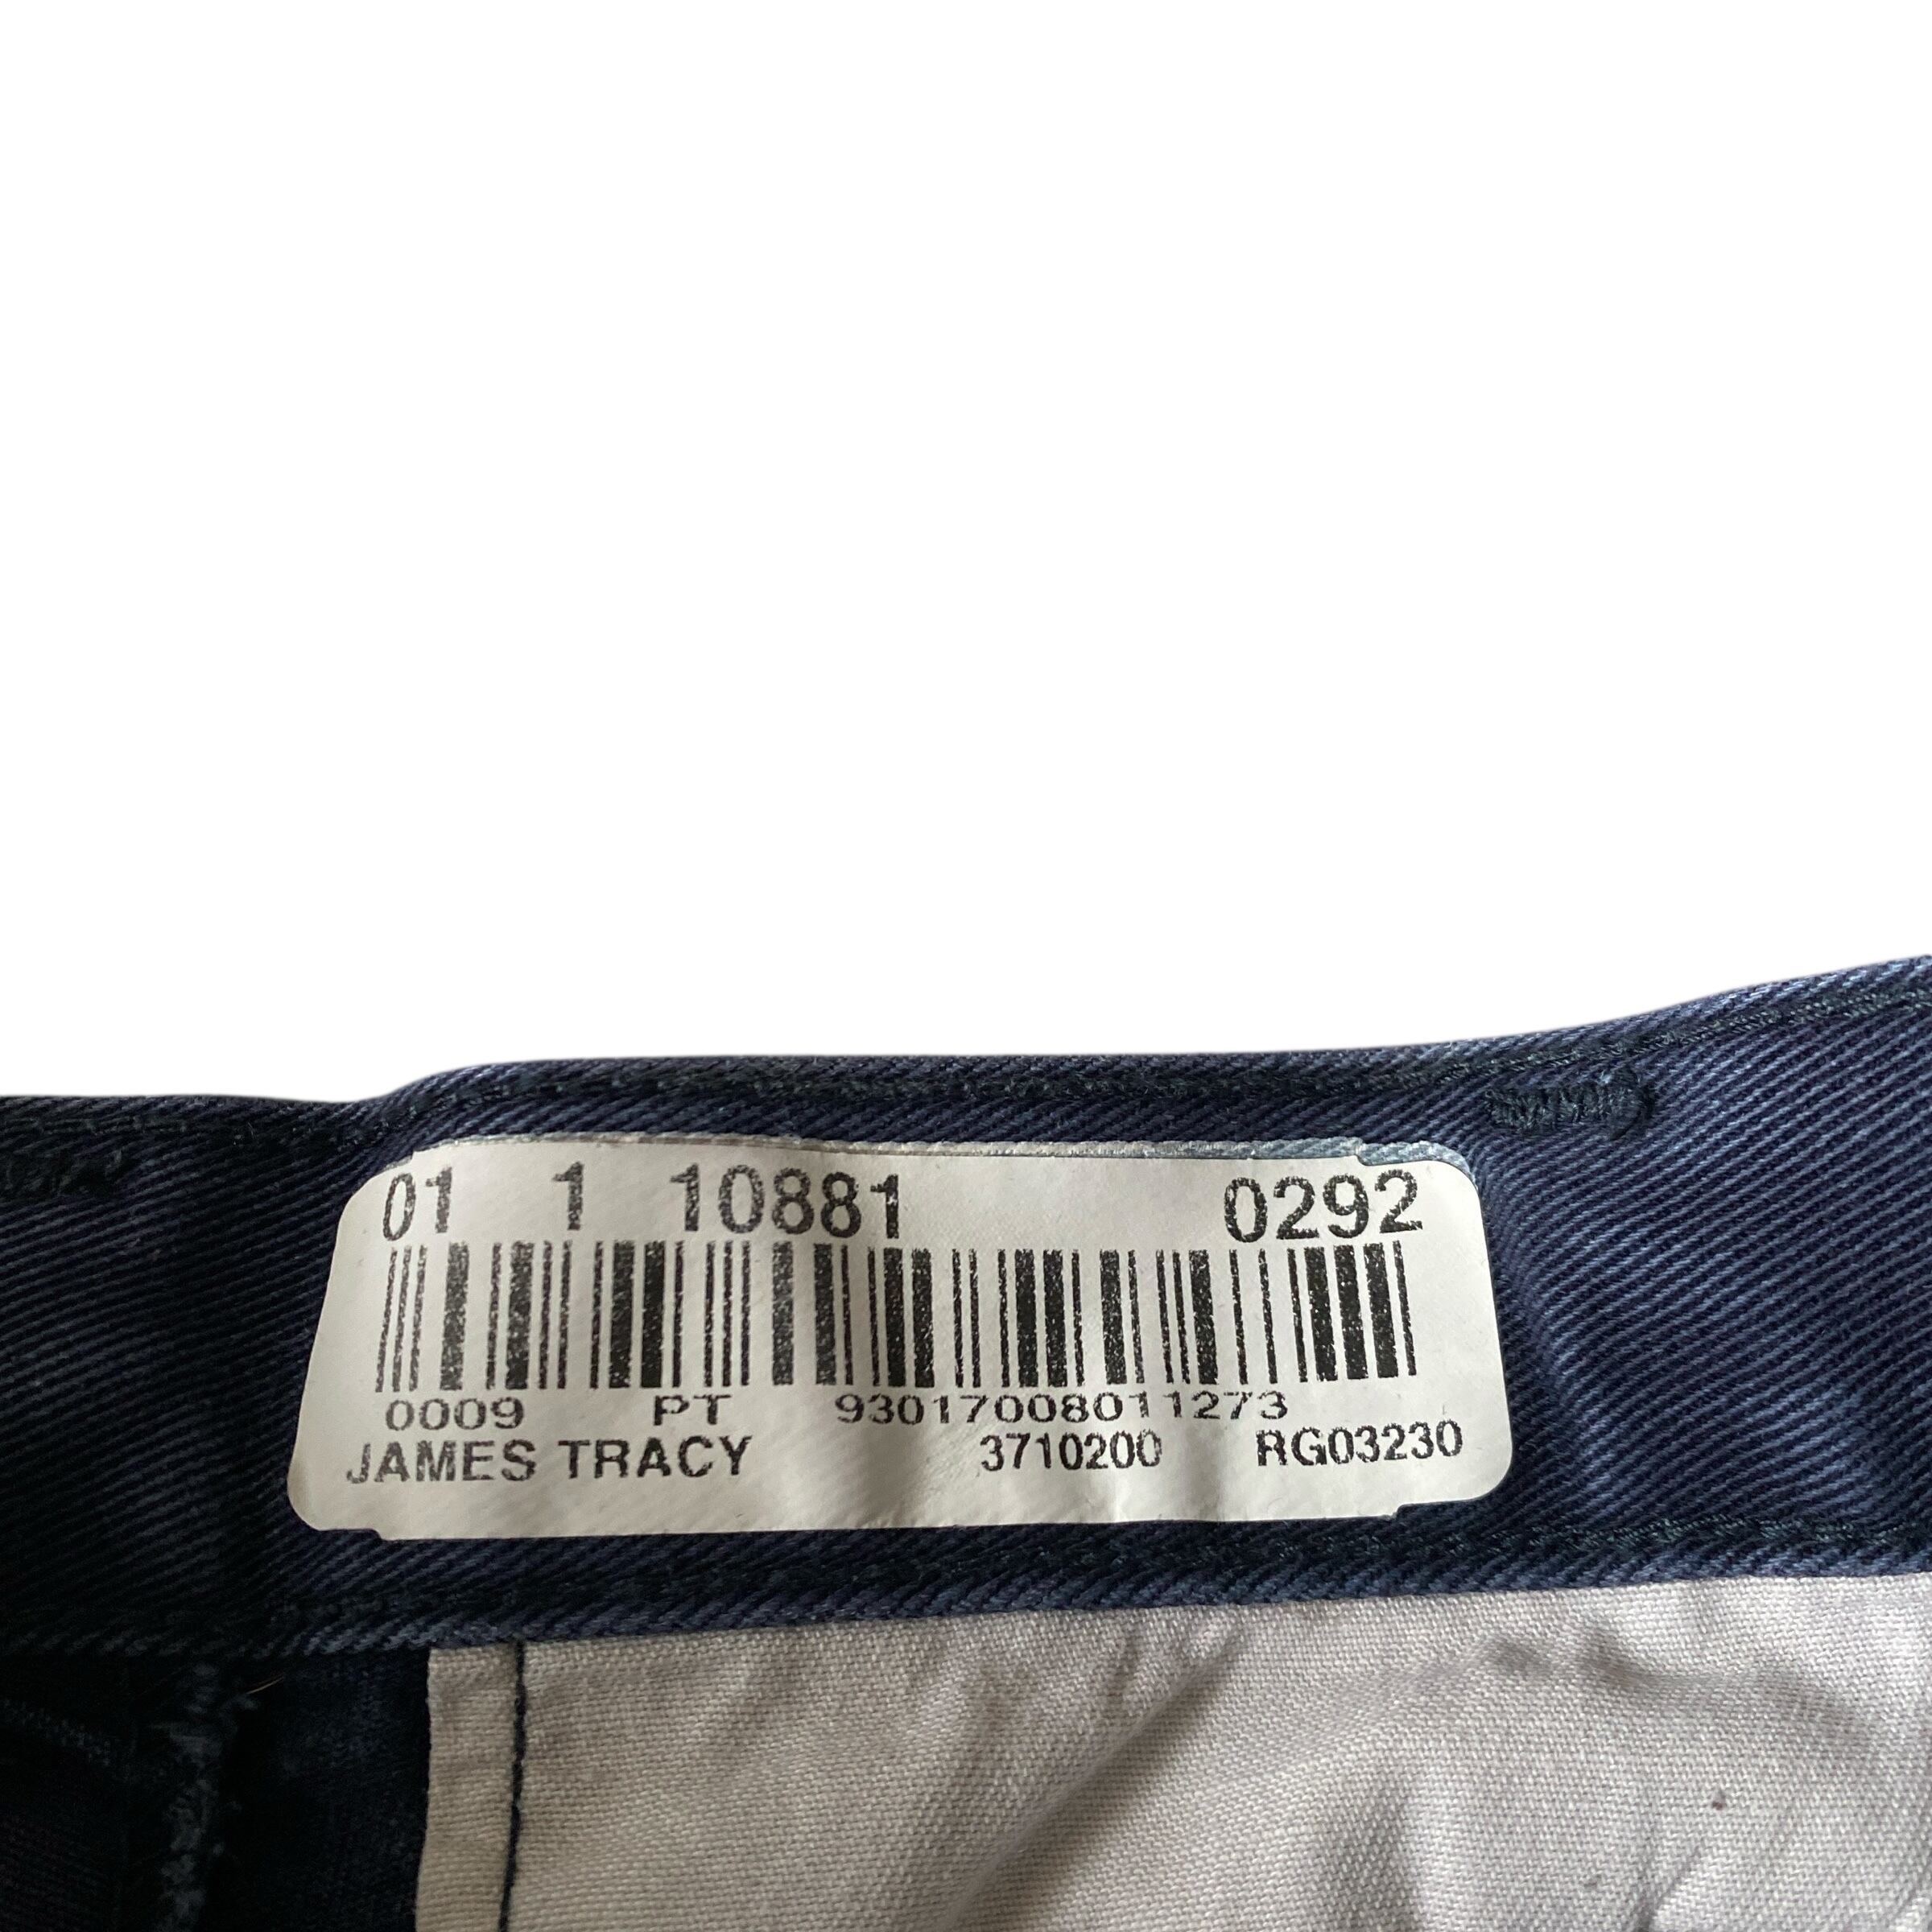 01 1 10881 0292
0009 PT 93017008011273
JAMES TRACY 3710200 RG03230